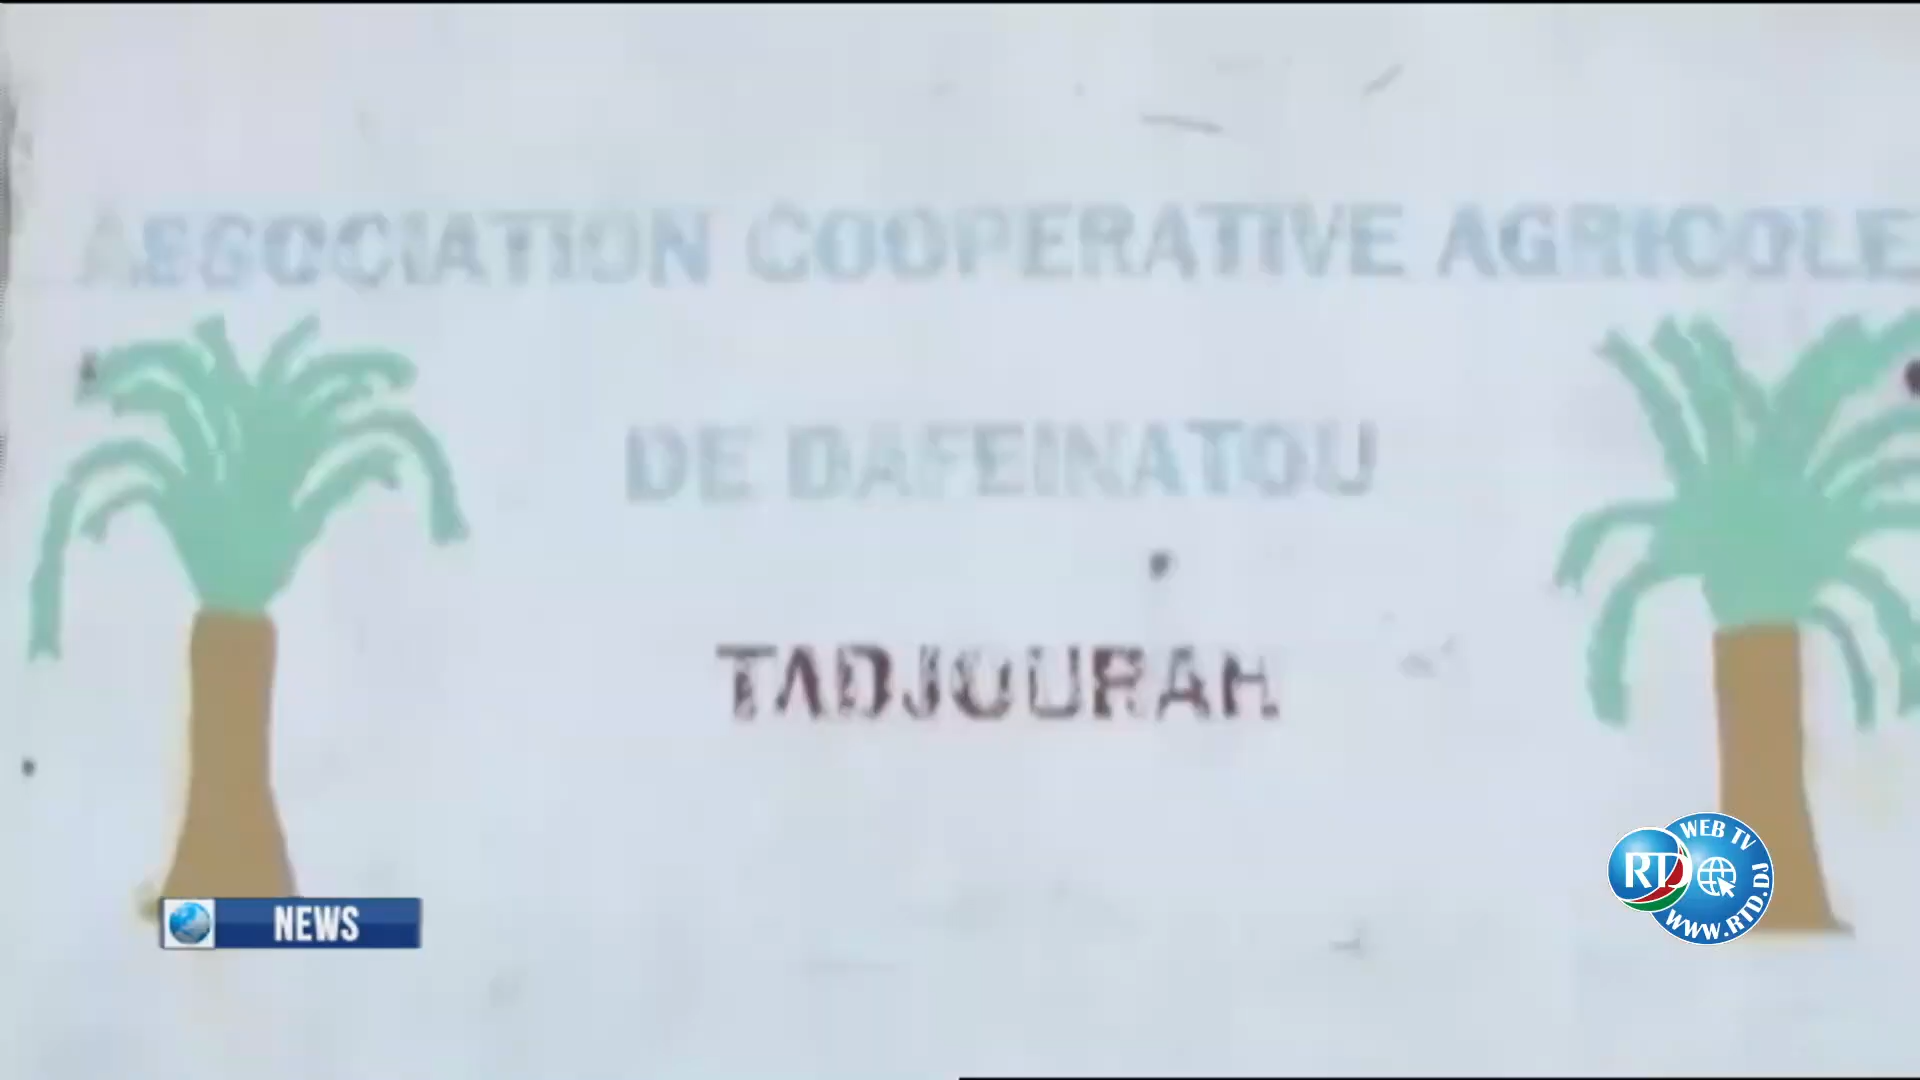 ASSOCIATION COOPERATIVE AGRICOLE
DE DAFEINATOU
TADJOURAH
NEWS
WEB TV
RTD
WWW.RTD.DJ